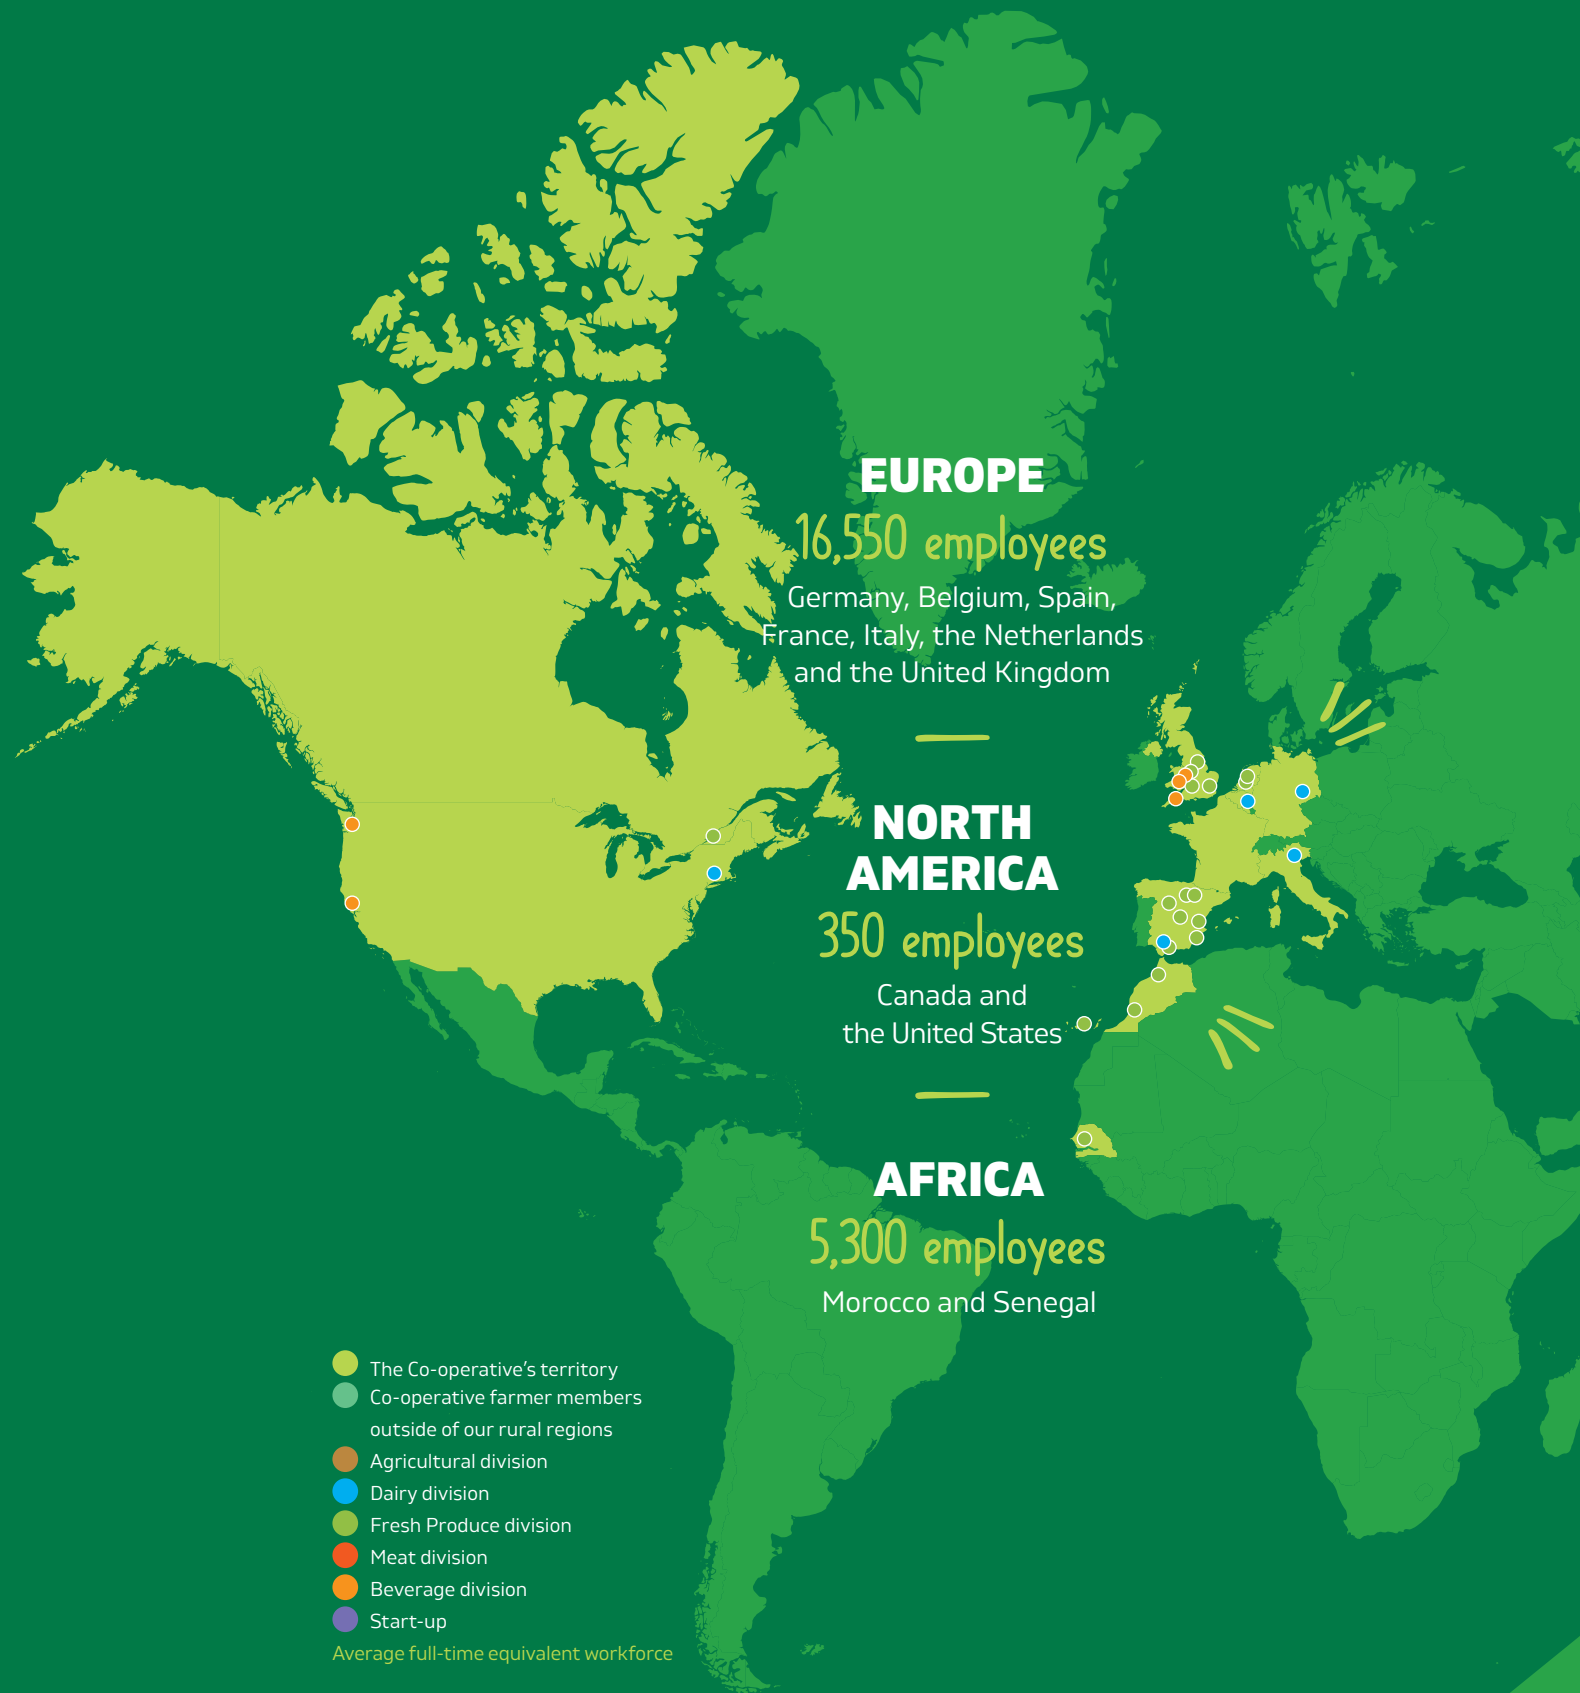 EUROPE
16,550 employees
Germany, Belgium, Spain,
France, Italy, the Netherlands
and the United Kingdom
NORTH
AMERICA
350 employees
Canada and
the United States
AFRICA
5,300 employees
Morocco and Senegal
The Co-operative’s territory
Co-operative farmer members
outside of our rural regions
Agricultural division
Dairy division
Fresh Produce division
Meat division
Beverage division
Start-up
Average full-time equivalent workforce